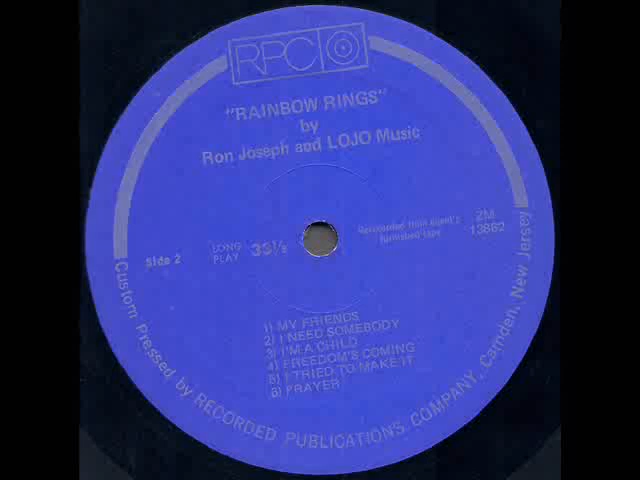 RPC
"RAINBOW RINGS"
by
Ron Joseph and LOJO Music
Side 2
LONG
PLAY
33⅓
Rerecorded from agent's
furnished tape
ZM
13862
1) MY FRIENDS
2) I NEED SOMEBODY
3) I'M A CHILD
4) FREEDOM'S COMING
5) I TRIED TO MAKE IT
6) PRAYER
Custom Pressed by RECORDED PUBLICATIONS COMPANY, Camden, New Jersey